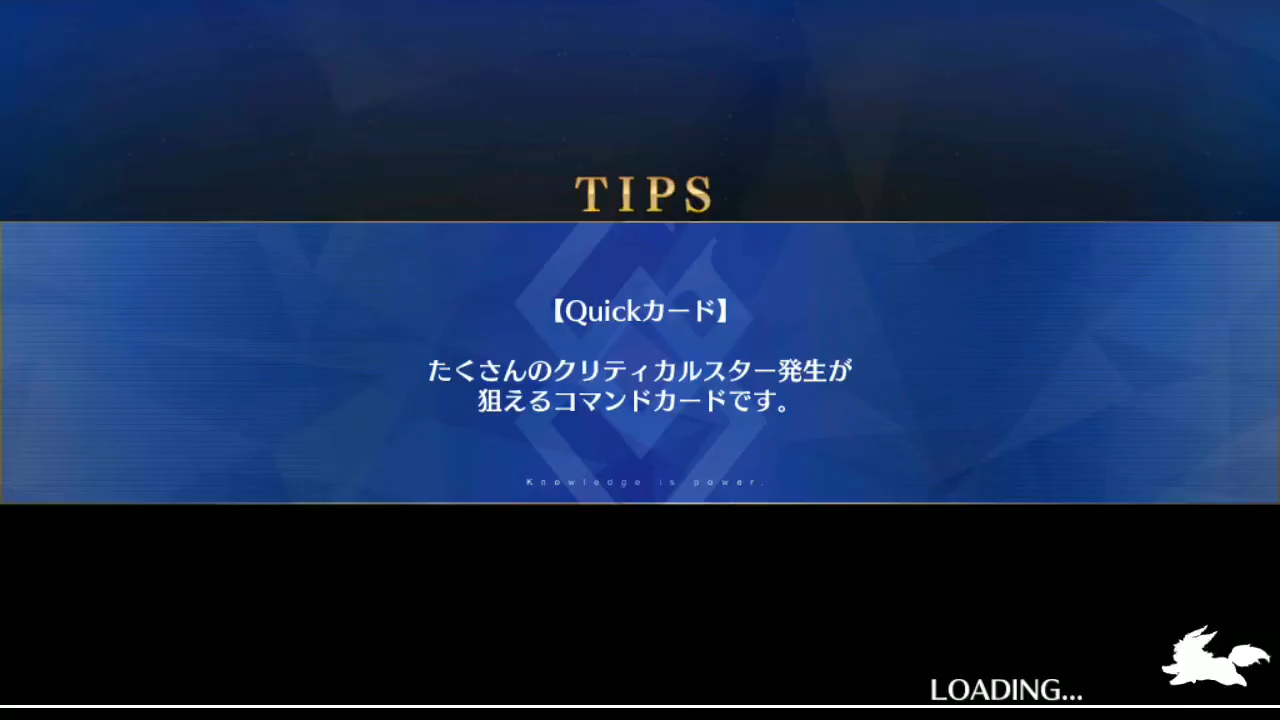 TIPS
【Quickカード】
たくさんのクリティカルスター発生が
狙えるコマンドカードです。
Knowledge is power.
LOADING...